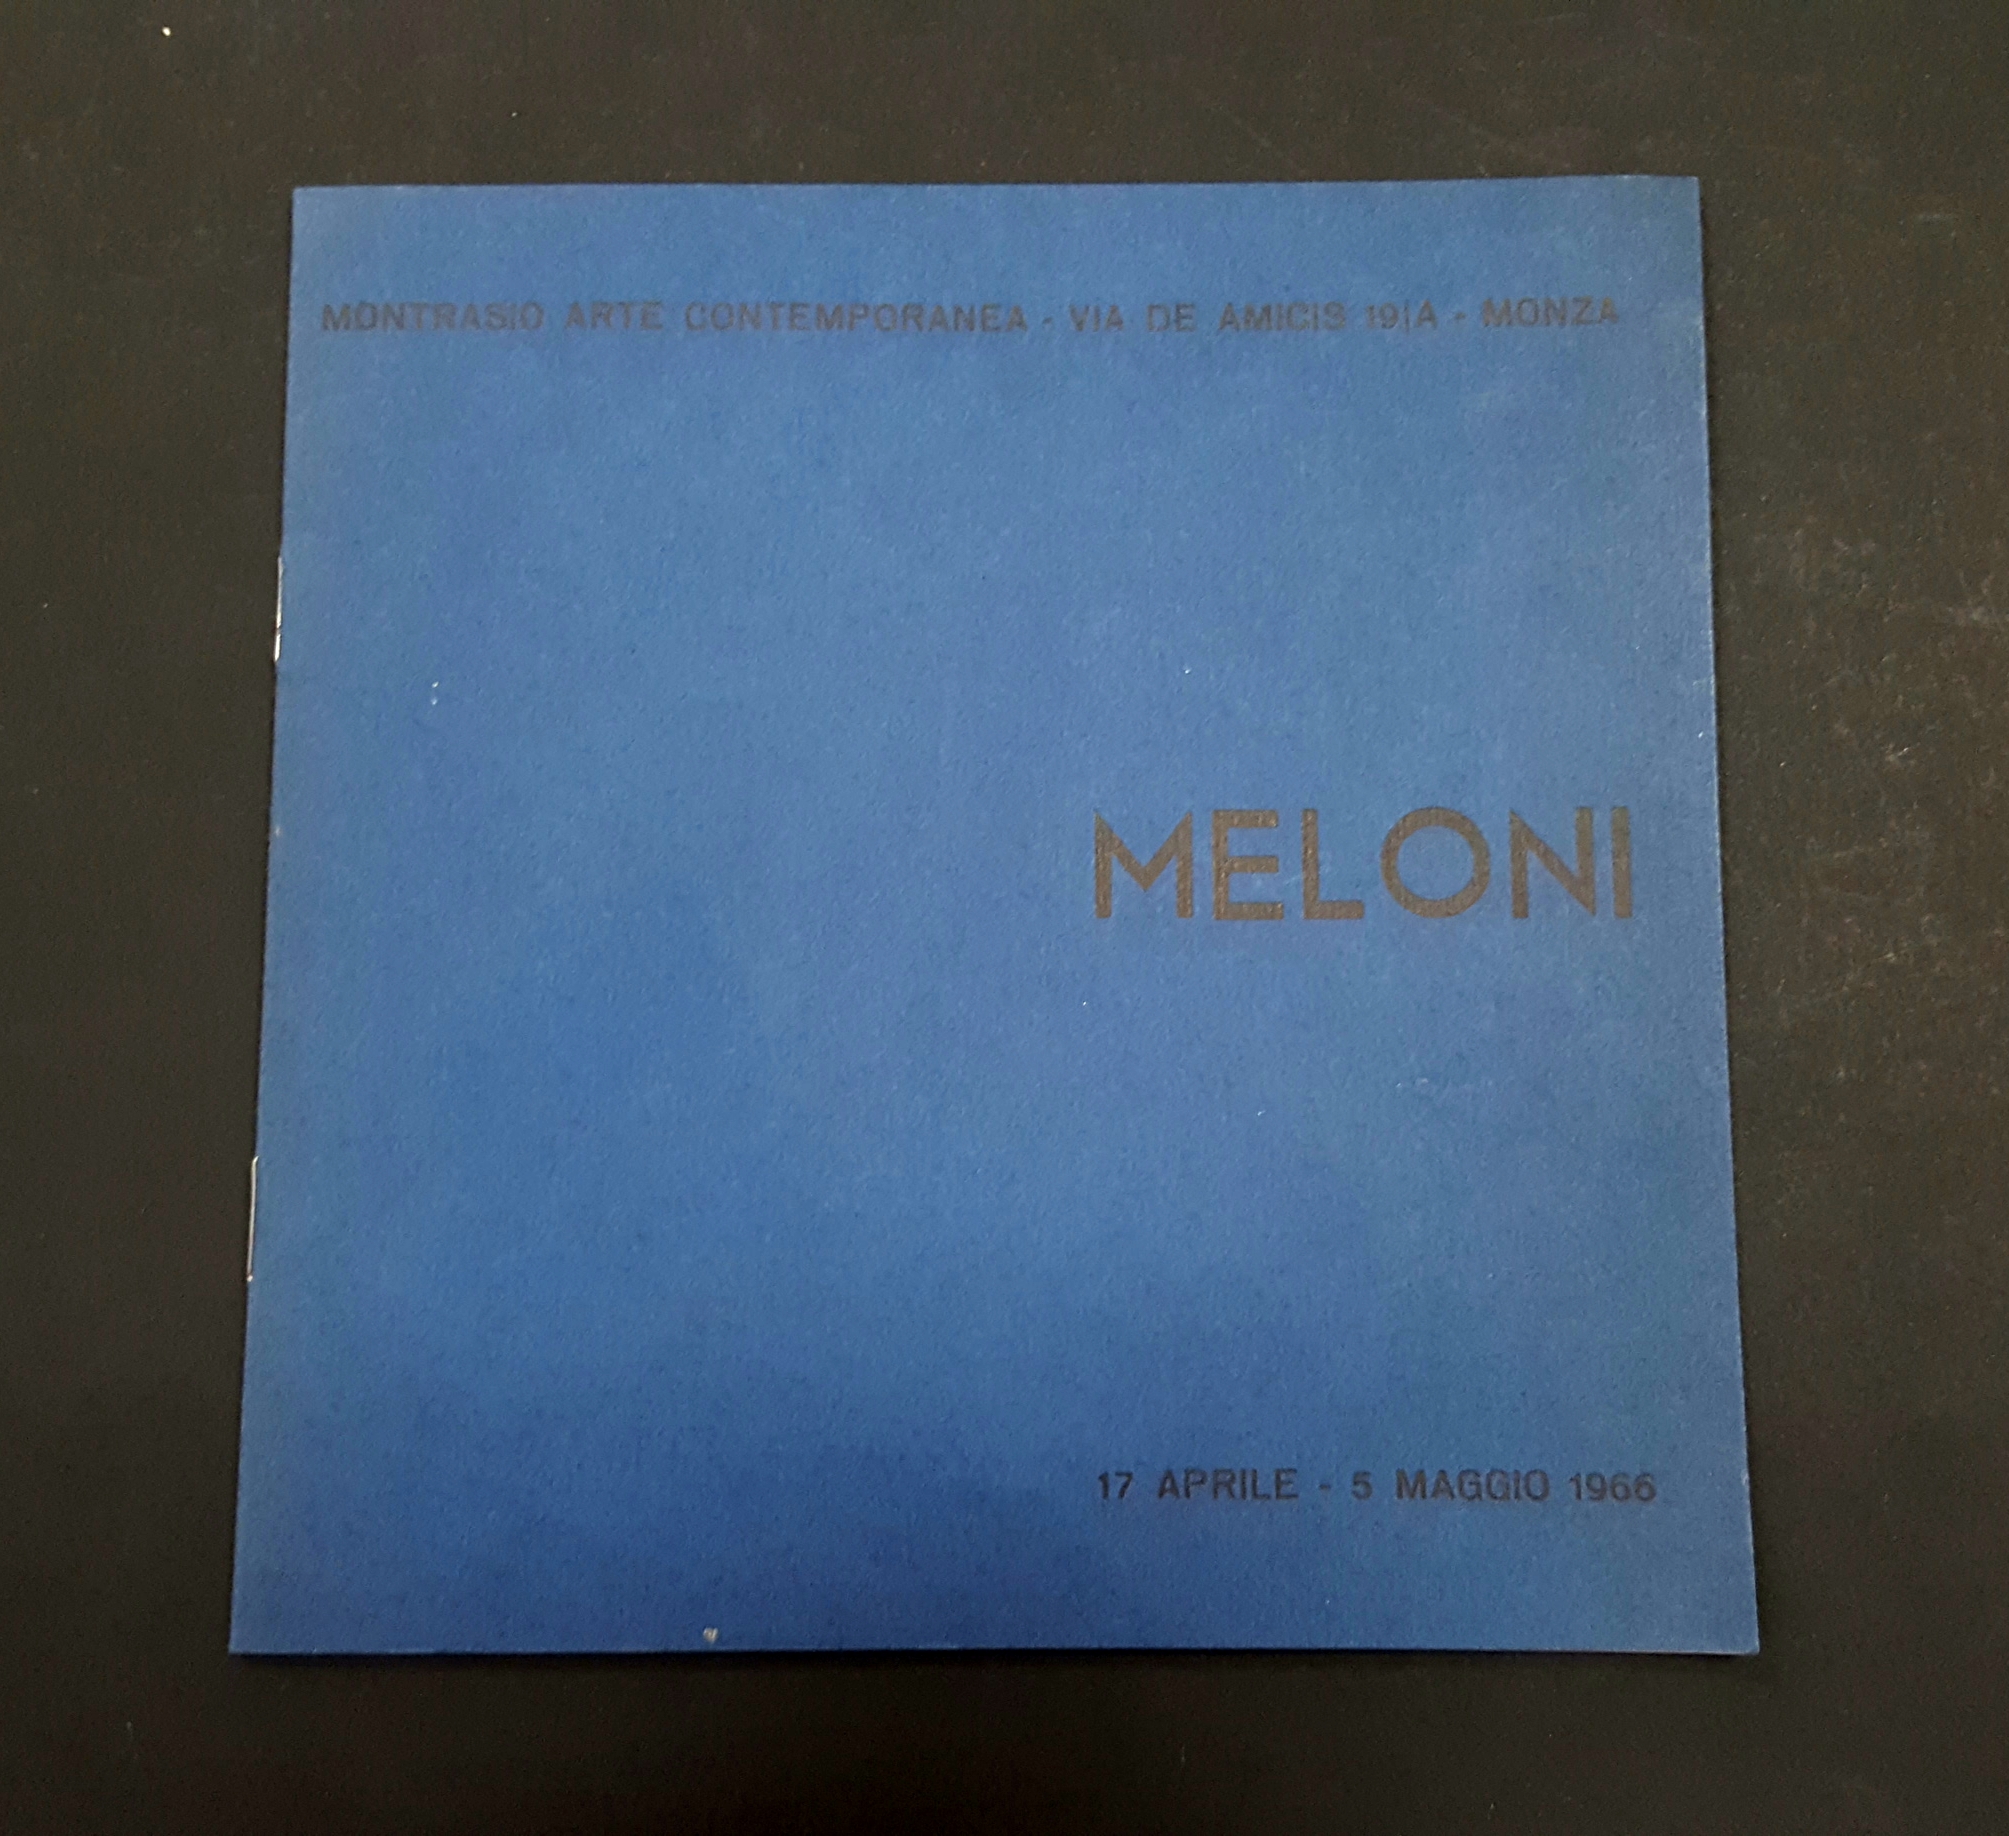 MONTRASIO ARTE CONTEMPORANEA - VIA DE AMICIS 19|A - MONZA
MELONI
17 APRILE - 5 MAGGIO 1966